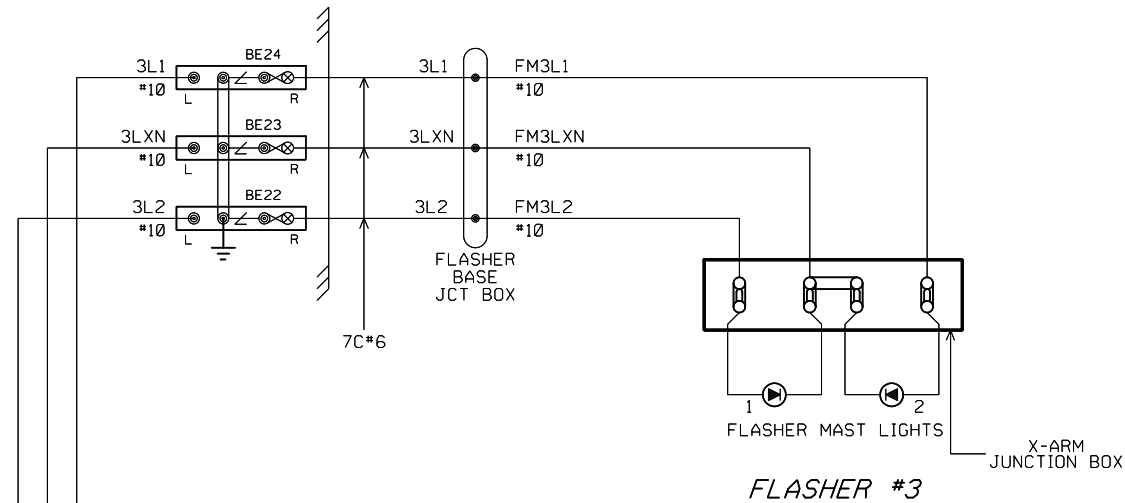 BE24
3L1
#10
L
R
3L1
FM3L1
#10
BE23
3LXN
#10
L
R
3LXN
FM3LXN
#10
BE22
3L2
#10
L
R
3L2
FM3L2
#10
FLASHER
BASE
JCT BOX
7C#6
1
2
FLASHER MAST LIGHTS
X-ARM
JUNCTION BOX
FLASHER #3